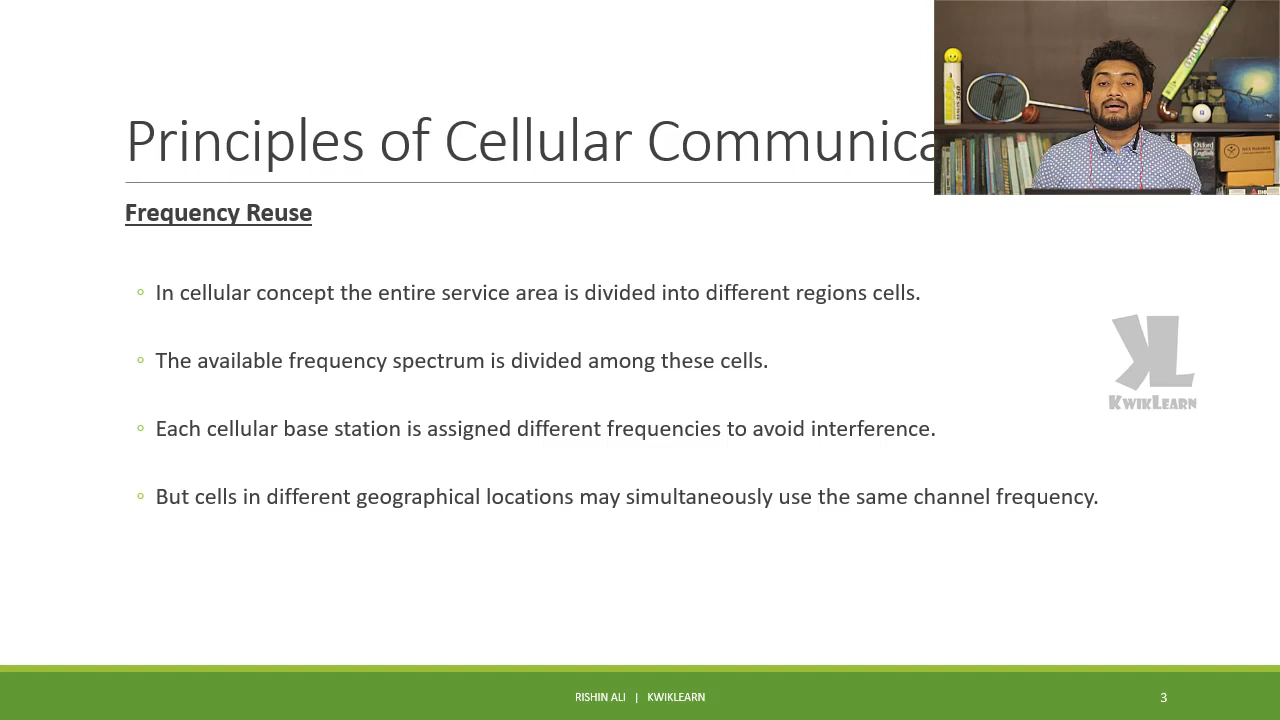 Principles of Cellular Communica
Frequency Reuse
In cellular concept the entire service area is divided into different regions cells.
The available frequency spectrum is divided among these cells.
Each cellular base station is assigned different frequencies to avoid interference.
But cells in different geographical locations may simultaneously use the same channel frequency.
KL
KWIKLEARN
RISHIN ALI | KWIKLEARN
3